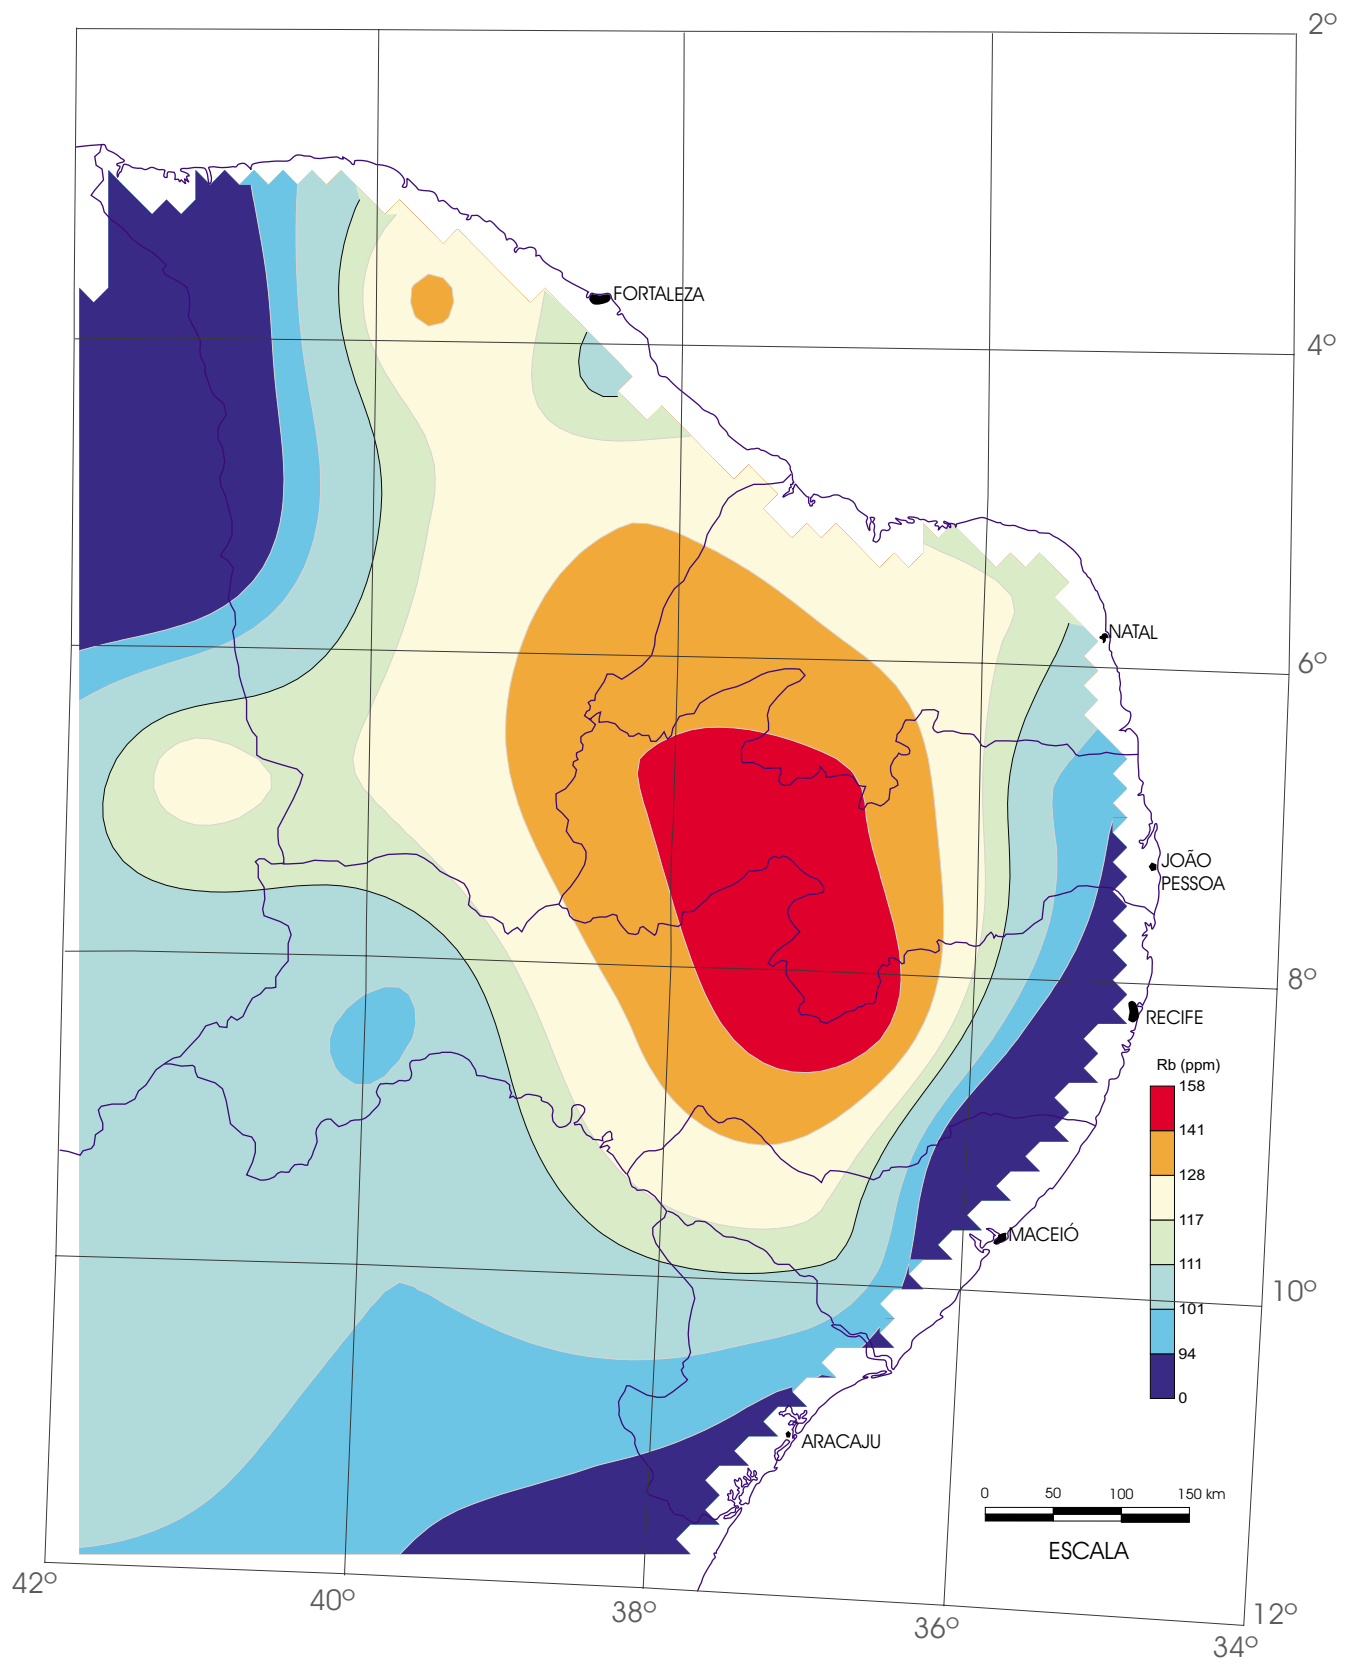 2°
FORTALEZA
4°
NATAL
6°
JOÃO
PESSOA
8°
RECIFE
Rb (ppm)
158
141
128
117
111
101
94
0
MACEIÓ
10°
ARACAJU
0 50 100 150 km
ESCALA
42°
40°
38°
36°
12°
34°